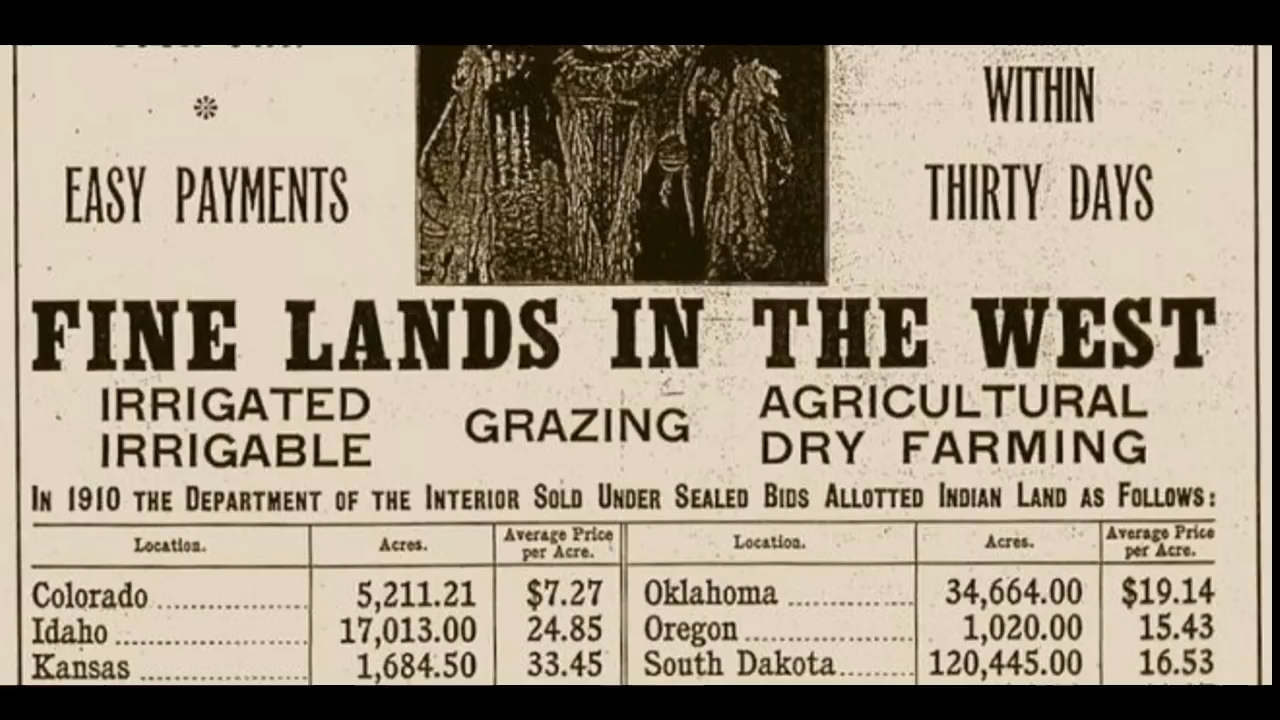 EASY PAYMENTS
WITHIN
THIRTY DAYS
FINE LANDS IN THE WEST
IRRIGATED
IRRIGABLE
GRAZING
AGRICULTURAL
DRY FARMING
IN 1910 THE DEPARTMENT OF THE INTERIOR SOLD UNDER SEALED BIDS ALLOTTED INDIAN LAND AS FOLLOWS:
Location. Acres. Average Price per Acre. Location. Acres. Average Price per Acre.
Colorado 5,211.21 $7.27 Oklahoma 34,664.00 $19.14
Idaho 17,013.00 24.85 Oregon 1,020.00 15.43
Kansas 1,684.50 33.45 South Dakota 120,445.00 16.53